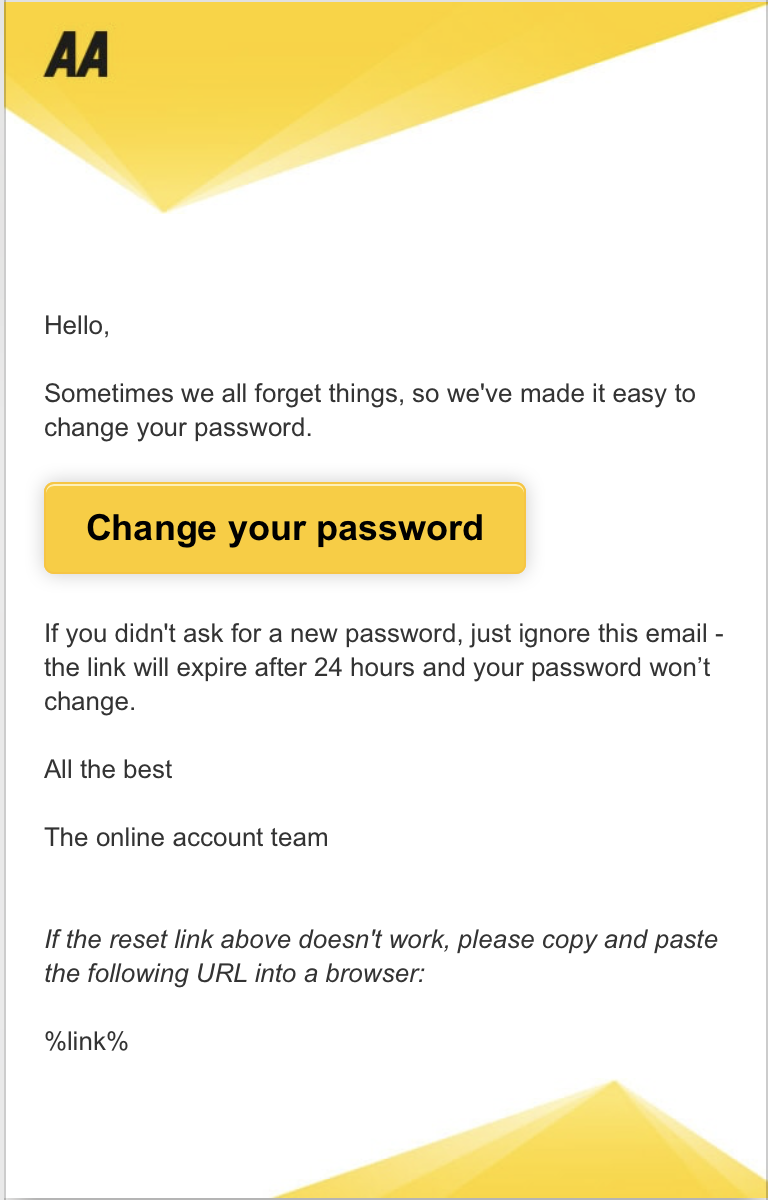 AA
Hello,
Sometimes we all forget things, so we've made it easy to
change your password.
Change your password
If you didn't ask for a new password, just ignore this email -
the link will expire after 24 hours and your password won’t
change.
All the best
The online account team
If the reset link above doesn't work, please copy and paste
the following URL into a browser:
%link%